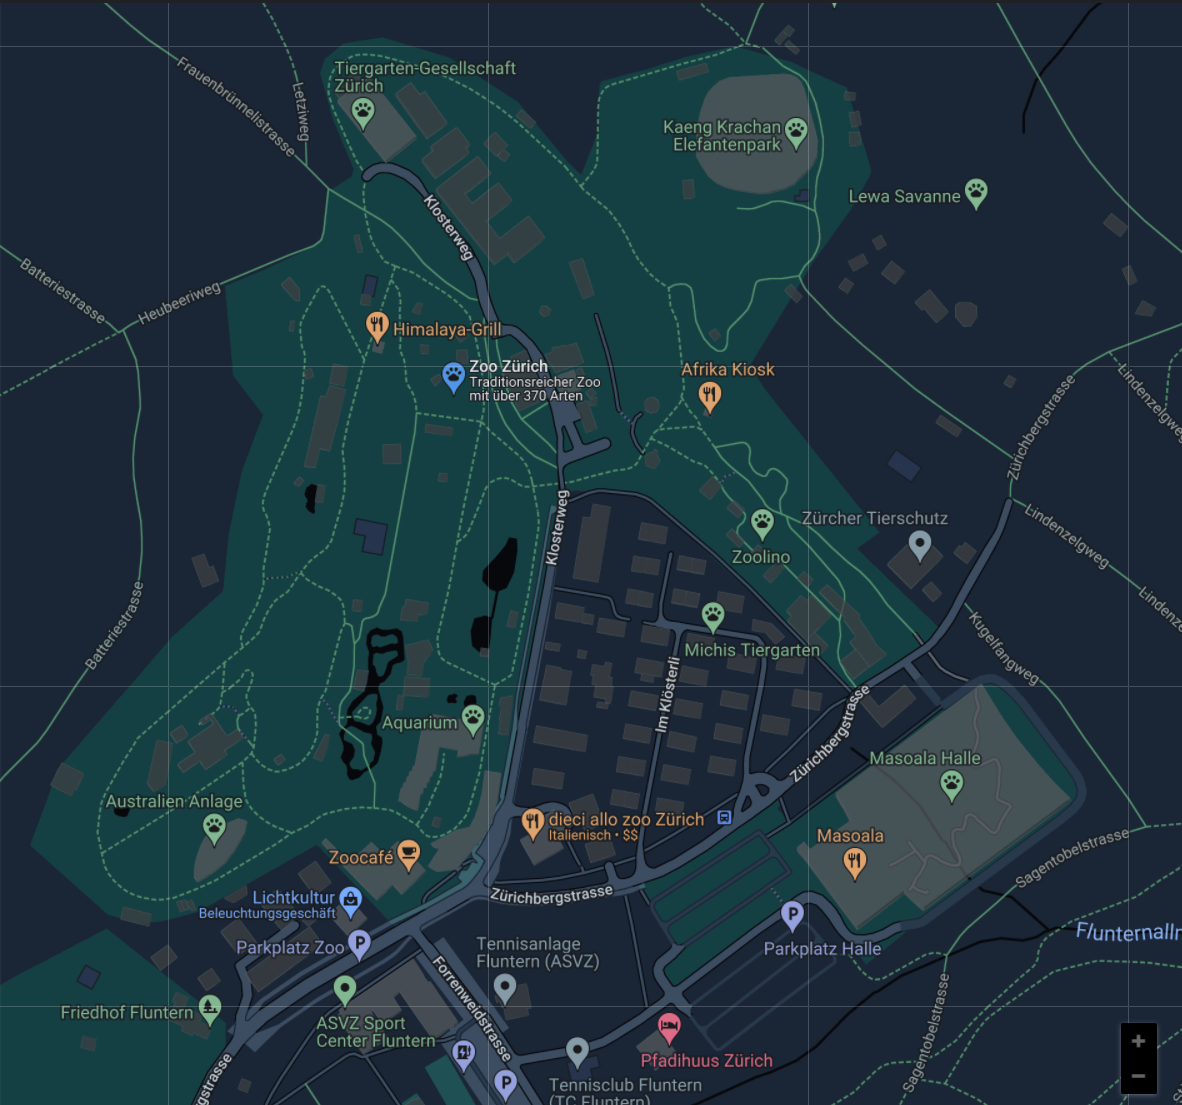 Tiergarten-Gesellschaft
Zürich
Frauenbrünnelistrasse
Letziweg
Kaeng Krachan
Elefantenpark
Lewa Savanne
Klosterweg
Batteriestrasse
Heubeeriweg
Himalaya-Grill
Zoo Zürich
Traditionsreicher Zoo
mit über 370 Arten
Afrika Kiosk
Lindenzelgweg
Zürichbergstrasse
Klosterweg
Zürcher Tierschutz
Zoolino
Lindenzelgweg
Batteriestrasse
Kugelfangweg
Michis Tiergarten
Im Klösterli
Aquarium
Zürichbergstrasse
Masoala Halle
Australien Anlage
dieci allo zoo Zürich
Italienisch • $$
Masoala
Zoocafé
Sagentobelstrasse
Lichtkultur
Beleuchtungsgeschäft
Zürichbergstrasse
P
Parkplatz Zoo
P
Parkplatz Halle
Tennisanlage
Fluntern (ASVZ)
Forrenweidstrasse
Friedhof Fluntern
ASVZ Sport
Center Fluntern
Sagentobelstrasse
Pfadihuus Zürich
P
Tennisclub Fluntern
(TC Fluntern)
+
−